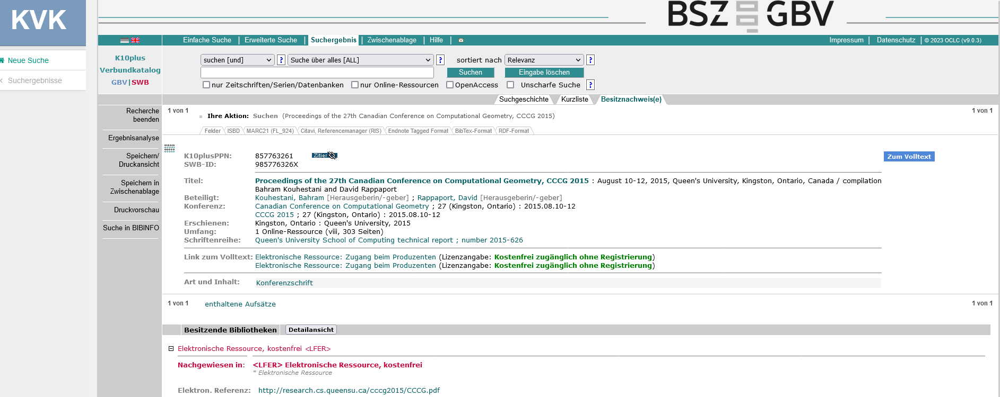 KVK
BSZ GBV
Einfache Suche | Erweiterte Suche | Suchergebnis | Zwischenablage | Hilfe |
Impressum | Datenschutz | © 2023 OCLC (v9.0.3)
Neue Suche
Suchergebnisse
K10plus
Verbundkatalog
GBV|SWB
suchen [und] ? Suche über alles [ALL] ? sortiert nach Relevanz ?
Suchen Eingabe löschen
nur Zeitschriften/Serien/Datenbanken nur Online-Ressourcen OpenAccess Unscharfe Suche ?
Suchgeschichte Kurzliste Besitznachweis(e)
Recherche
beenden
Ergebnisanalyse
Speichern/
Druckansicht
Speichern in
Zwischenablage
Druckvorschau
Suche in BIBINFO
1 von 1
Ihre Aktion: Suchen (Proceedings of the 27th Canadian Conference on Computational Geometry, CCCG 2015)
1 von 1
Felder ISBD MARC21 (FL_924) Citavi, Referencemanager (RIS) Endnote Tagged Format BibTex-Format RDF-Format
K10plusPPN: 857763261
Zum Volltext
SWB-ID: 985776326X
Titel: Proceedings of the 27th Canadian Conference on Computational Geometry, CCCG 2015 : August 10-12, 2015, Queen's University, Kingston, Ontario, Canada / compilation
Bahram Kouhestani and David Rappaport
Beteiligt: Kouhestani, Bahram [Herausgeberin/-geber] ; Rappaport, David [Herausgeberin/-geber]
Konferenz: Canadian Conference on Computational Geometry ; 27 (Kingston, Ontario) : 2015.08.10-12
CCCG 2015 ; 27 (Kingston, Ontario) : 2015.08.10-12
Erschienen: Kingston, Ontario : Queen's University, 2015
Umfang: 1 Online-Ressource (viii, 303 Seiten)
Schriftenreihe: Queen's University School of Computing technical report ; number 2015-626
Link zum Volltext: Elektronische Ressource: Zugang beim Produzenten (Lizenzangabe: Kostenfrei zugänglich ohne Registrierung)
Elektronische Ressource: Zugang beim Produzenten (Lizenzangabe: Kostenfrei zugänglich ohne Registrierung)
Art und Inhalt: Konferenzschrift
1 von 1 enthaltene Aufsätze 1 von 1
Besitzende Bibliotheken Detailansicht
Elektronische Ressource, kostenfrei <LFER>
Nachgewiesen in: <LFER> Elektronische Ressource, kostenfrei
* Elektronische Ressource
Elektron. Referenz: http://research.cs.queensu.ca/cccg2015/CCCG.pdf